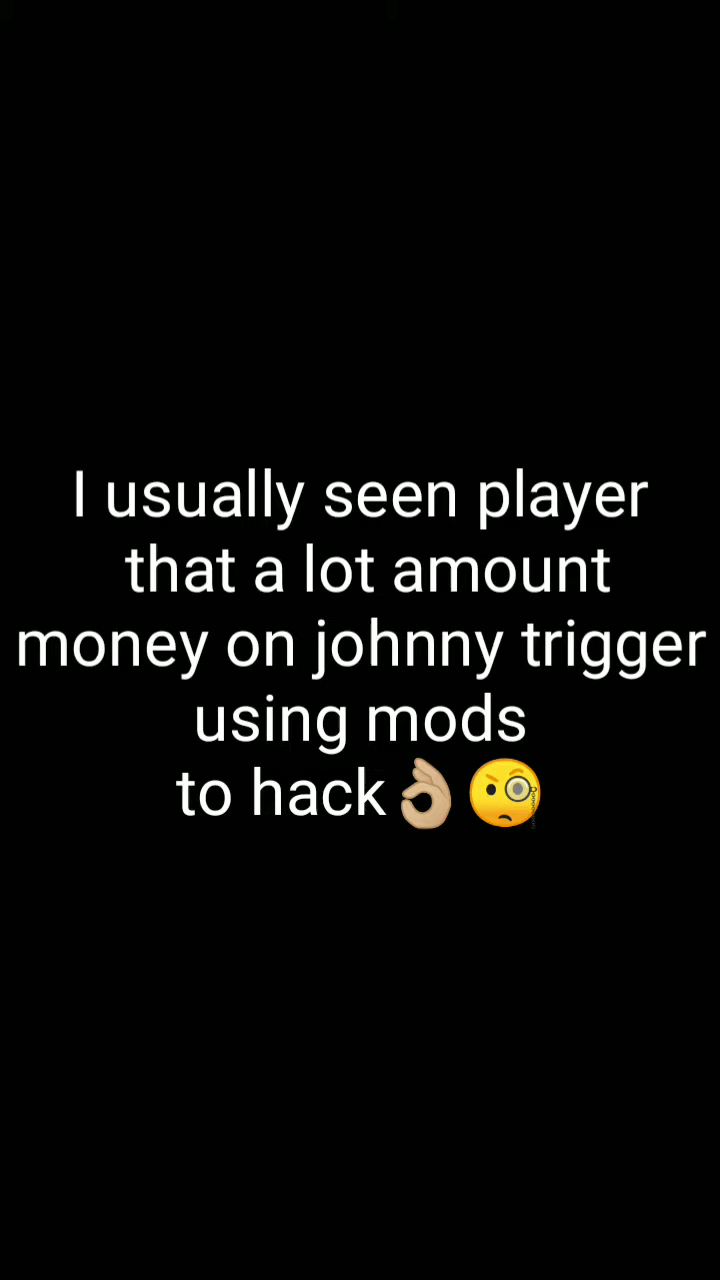 I usually seen player
that a lot amount
money on johnny trigger
using mods
to hack👌🏼🧐